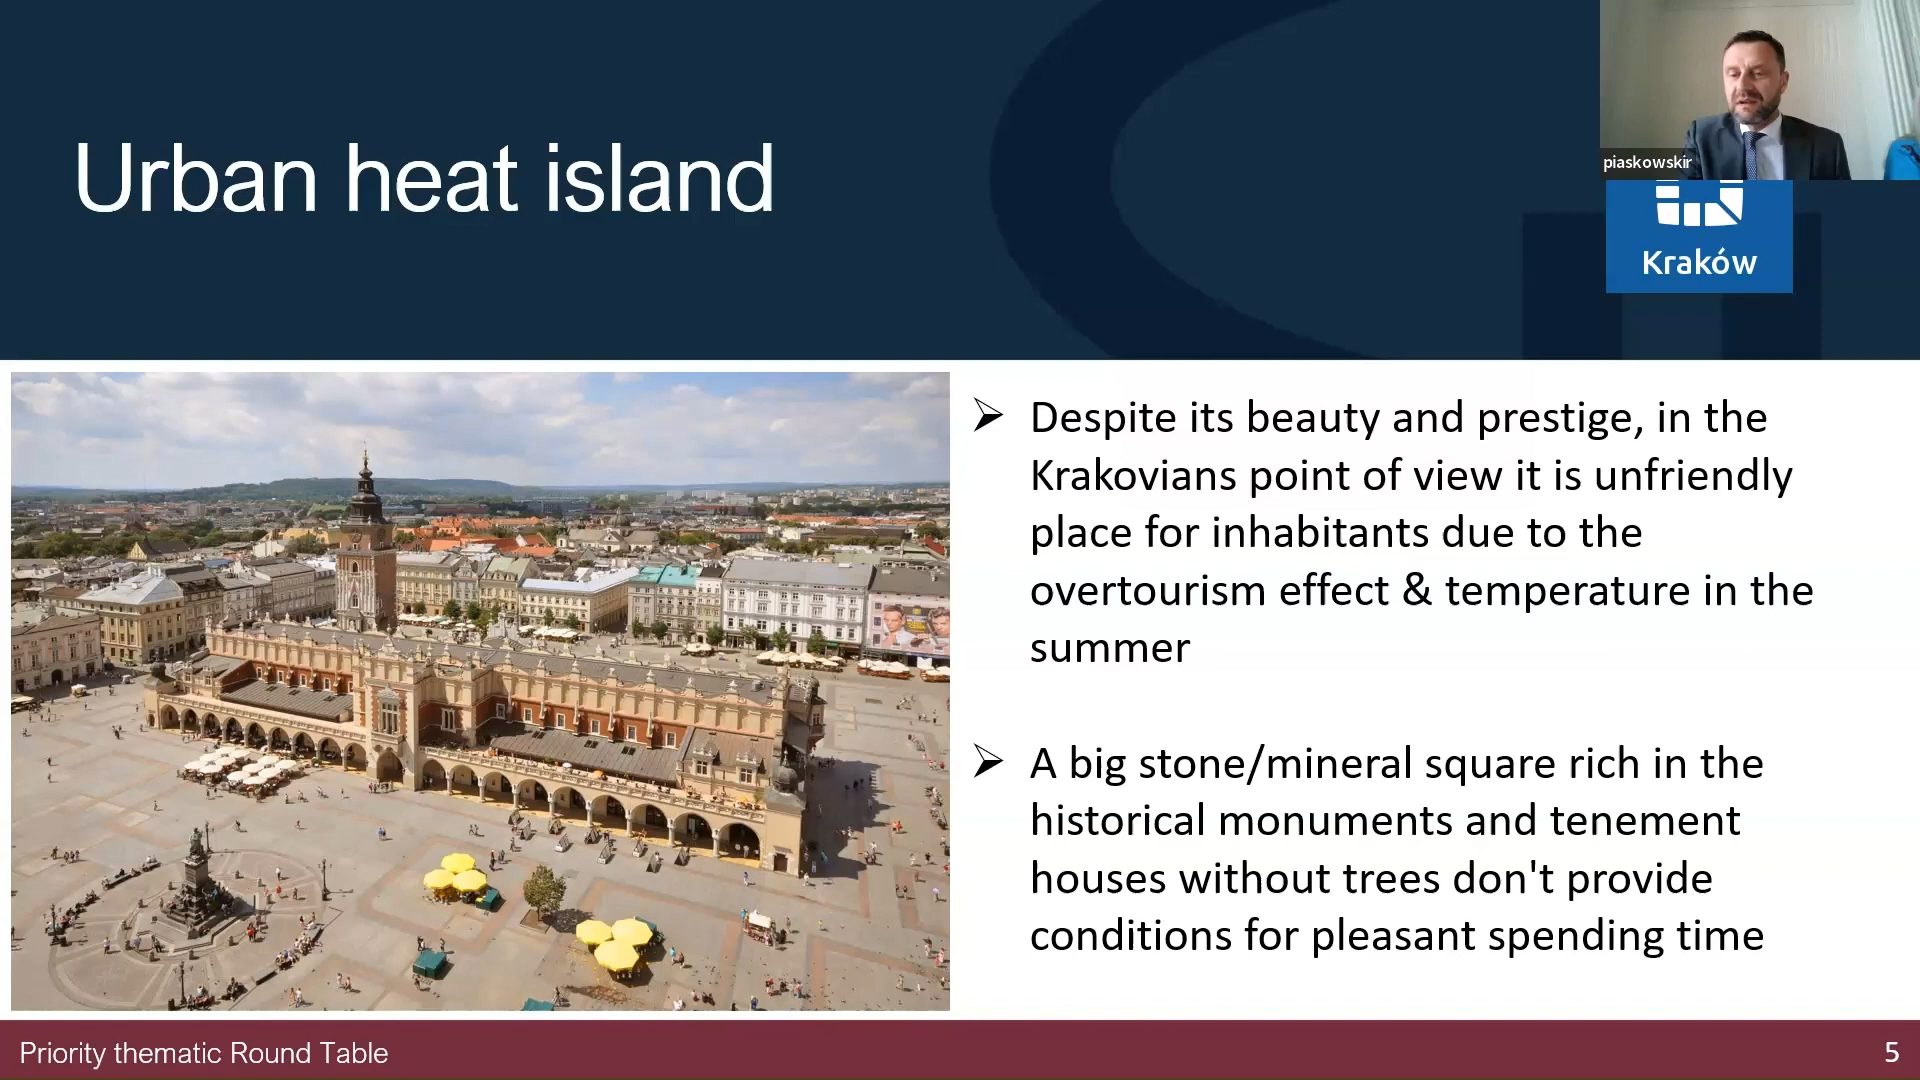 Urban heat island
piaskowskir
Kraków
➢ Despite its beauty and prestige, in the
Krakovians point of view it is unfriendly
place for inhabitants due to the
overtourism effect & temperature in the
summer
➢ A big stone/mineral square rich in the
historical monuments and tenement
houses without trees don't provide
conditions for pleasant spending time
Priority thematic Round Table
5